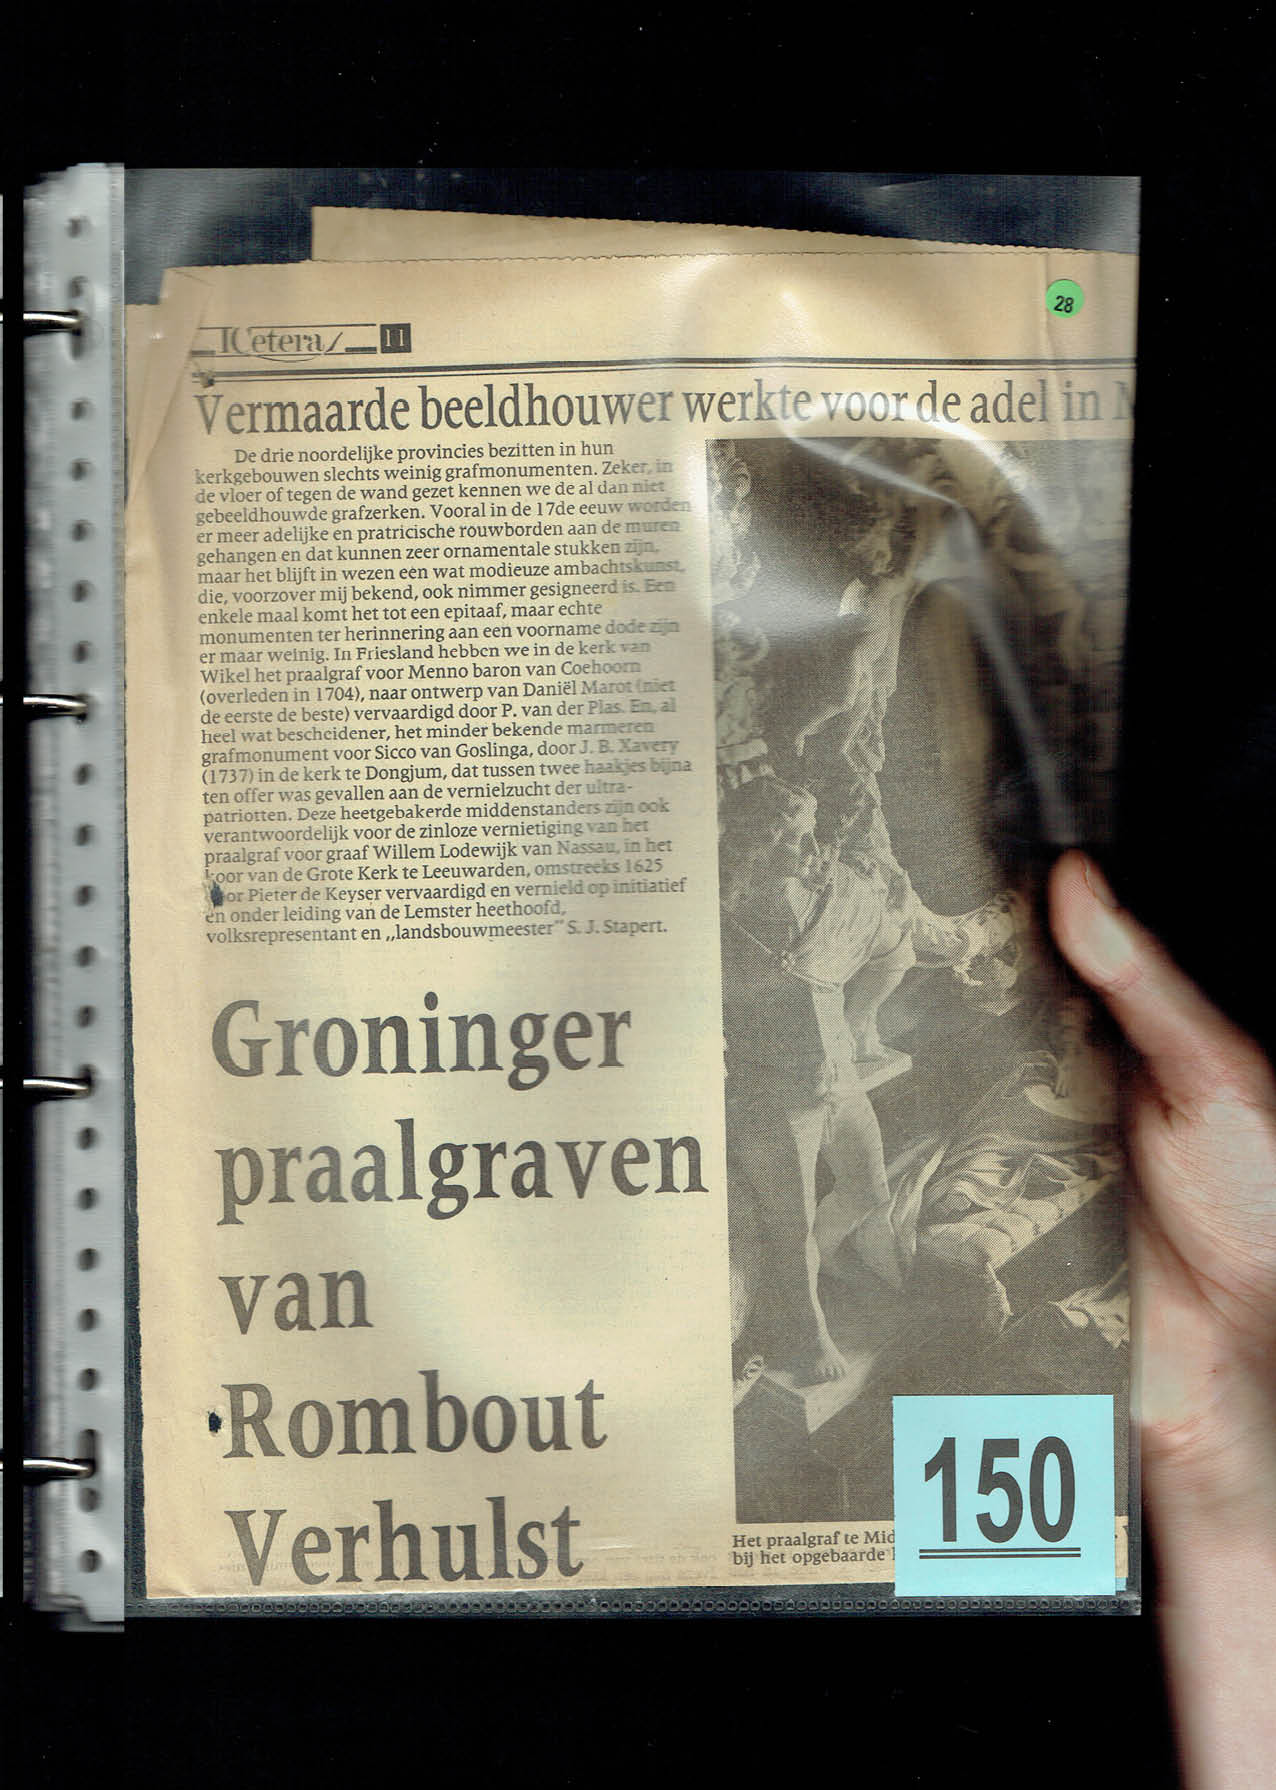 ICetera/ 11
28
Vermaarde beeldhouwer werkte voor de adel in
De drie noordelijke provincies bezitten in hun
kerkgebouwen slechts weinig grafmonumenten. Zeker, in
de vloer of tegen de wand gezet kennen we de al dan niet
gebeeldhouwde grafzerken. Vooral in de 17de eeuw worden
er meer adelijke en pratricische rouwborden aan de muren
gehangen en dat kunnen zeer ornamentale stukken zijn,
maar het blijft in wezen een wat modieuze ambachtskunst,
die, voorzover mij bekend, ook nimmer gesigneerd is. Een
enkele maal komt het tot een epitaaf, maar echte
monumenten ter herinnering aan een voorname dode zijn
er maar weinig. In Friesland hebben we in de kerk van
Wikel het praalgraf voor Menno baron van Coehoorn
(overleden in 1704), naar ontwerp van Daniël Marot (niet
de eerste de beste) vervaardigd door P. van der Plas. En, al
heel wat bescheidener, het minder bekende marmeren
grafmonument voor Sicco van Goslinga, door J. B. Xavery
(1737) in de kerk te Dongjum, dat tussen twee haakjes bijna
ten offer was gevallen aan de vernielzucht der ultra-
patriotten. Deze heetgebakerde middenstanders zijn ook
verantwoordelijk voor de zinloze vernietiging van het
praalgraf voor graaf Willem Lodewijk van Nassau, in het
koor van de Grote Kerk te Leeuwarden, omstreeks 1625
door Pieter de Keyser vervaardigd en vernield op initiatief
en onder leiding van de Lemster heethoofd,
volksrepresentant en „landsbouwmeester" S. J. Stapert.
Groninger
praalgraven
van
Rombout
Verhulst
Het praalgraf te Mid
bij het opgebaarde
150